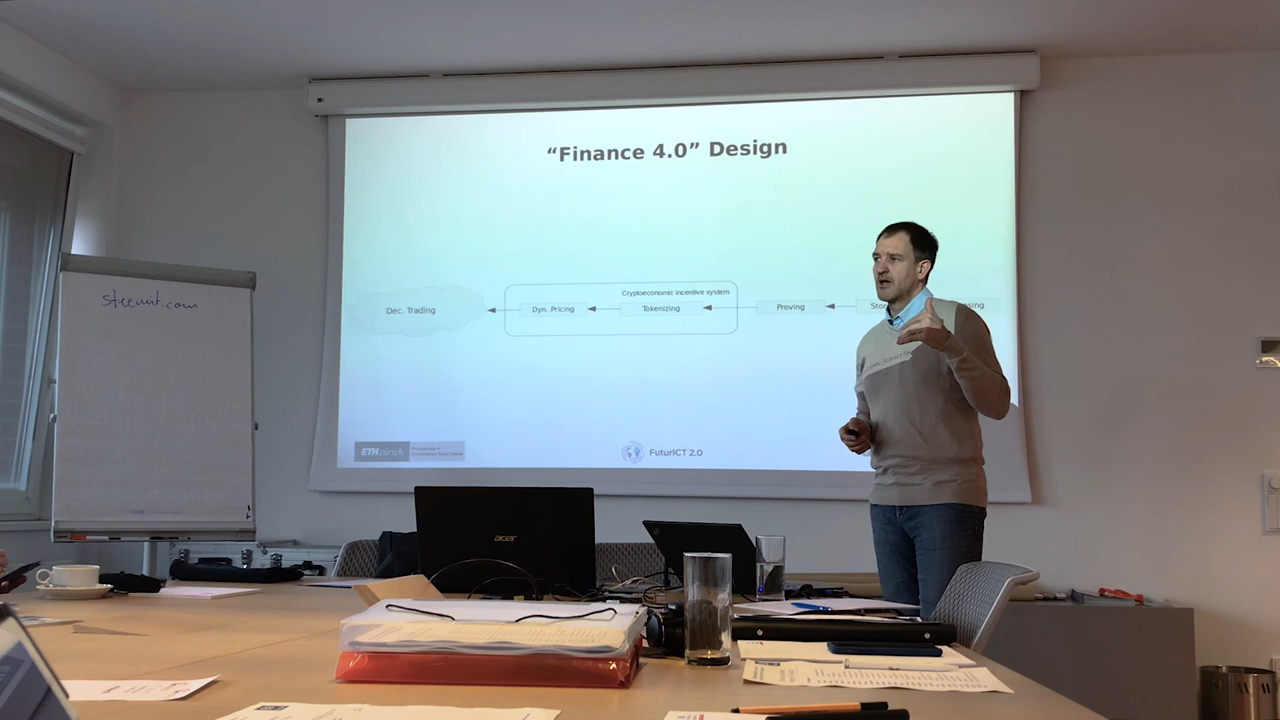 “Finance 4.0” Design
steemit.com
Cryptoeconomic incentive system
Dec. Trading
Dyn. Pricing
Tokenizing
Proving
ETH zürich
FuturICT 2.0
acer